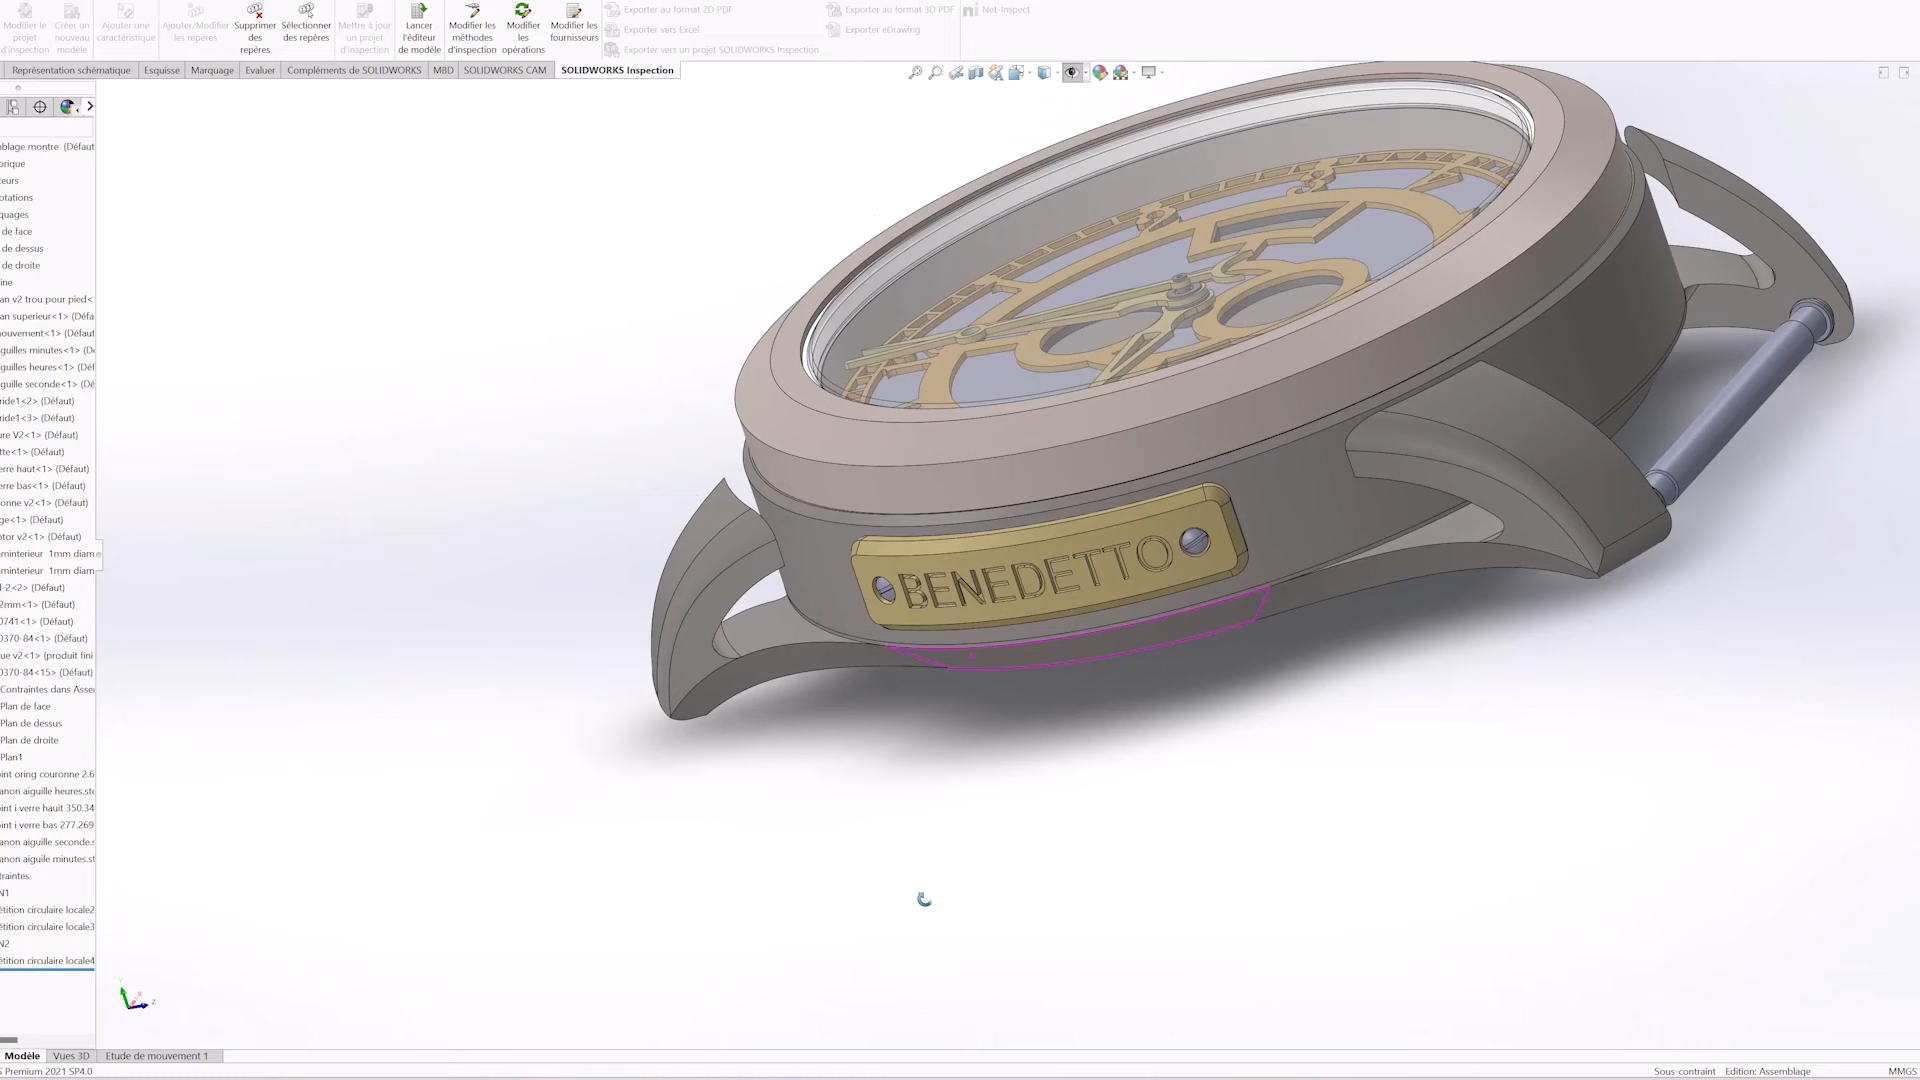 Modifier le projet d'inspection
Créer un nouveau modèle
Ajouter une caractéristique
Ajouter/Modifier les repères
Supprimer des repères
Sélectionner des repères
Mettre à jour un projet d'inspection
Lancer l'éditeur de modèle
Modifier les méthodes d'inspection
Modifier les opérations
Modifier les fournisseurs
Exporter au format 2D PDF
Exporter vers Excel
Exporter vers un projet SOLIDWORKS Inspection
Exporter au format 3D PDF
Exporter eDrawing
Net-Inspect
Représentation schématique
Esquisse
Marquage
Evaluer
Compléments de SOLIDWORKS
MBD
SOLIDWORKS CAM
SOLIDWORKS Inspection
nblage montre (Défaut
orique
teurs
otations
quages
de face
de dessus
de droite
ine
an v2 trou pour pied<
an superieur<1> (Défa
nouvement<1> (Défaut
iguilles minutes<1> (De
iguilles heures<1> (Défa
iguille seconde<1> (Déf
ride1<2> (Défaut)
ride1<3> (Défaut)
ure V2<1> (Défaut)
tte<1> (Défaut)
erre haut<1> (Défaut)
erre bas<1> (Défaut)
onne v2<1> (Défaut)
ge<1> (Défaut)
otor v2<1> (Défaut)
aminterieur 1mm diam
aminterieur 1mm diam
l-2<2> (Défaut)
2mm<1> (Défaut)
0741<1> (Défaut)
0370-84<1> (Défaut)
ue v2<1> (produit fini
0370-84<15> (Défaut)
Contraintes dans Asse
Plan de face
Plan de dessus
Plan de droite
Plan1
int oring couronne 2.6
anon aiguille heures.ste
int i verre hauit 350.34
int i verre bas 277.269
anon aiguille seconde.s
anon aiguile minutes.st
traintes
N1
étition circulaire locale2
étition circulaire locale3
N2
étition circulaire locale4
BENEDETTO
Modèle
Vues 3D
Etude de mouvement 1
S Premium 2021 SP4.0
Sous-contraint
Edition: Assemblage
MMGS